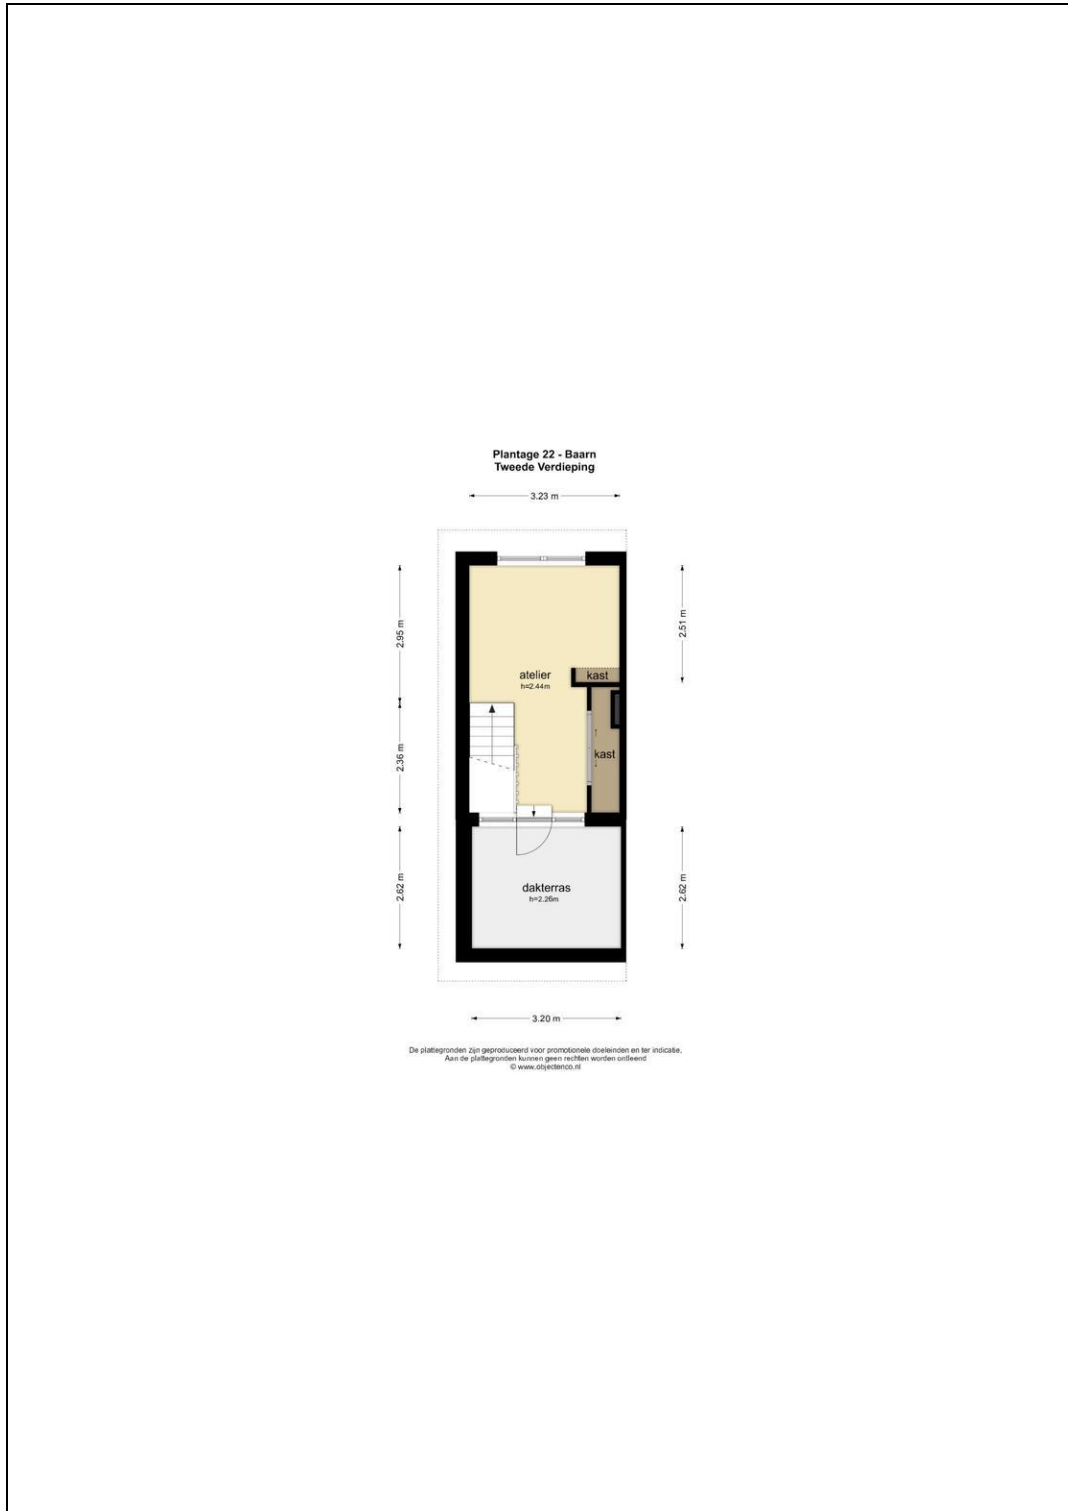 Plantage 22 - Baarn
Tweede Verdieping
3.23 m
2.95 m
2.51 m
atelier
h=2.44m
kast
2.36 m
kast
2.62 m
dakterras
h=2.26m
2.62 m
3.20 m
De plattegronden zijn geproduceerd voor promotionele doeleinden en ter indicatie.
Aan de plattegronden kunnen geen rechten worden ontleend
© www.objectenco.nl